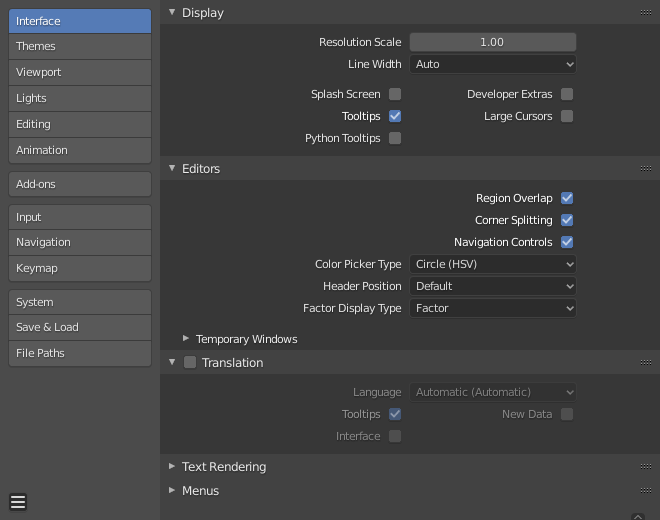 Interface
Themes
Viewport
Lights
Editing
Animation
Add-ons
Input
Navigation
Keymap
System
Save & Load
File Paths
Display
Resolution Scale 1.00
Line Width Auto
Splash Screen Developer Extras
Tooltips Large Cursors
Python Tooltips
Editors
Region Overlap
Corner Splitting
Navigation Controls
Color Picker Type Circle (HSV)
Header Position Default
Factor Display Type Factor
Temporary Windows
Translation
Language Automatic (Automatic)
Tooltips New Data
Interface
Text Rendering
Menus